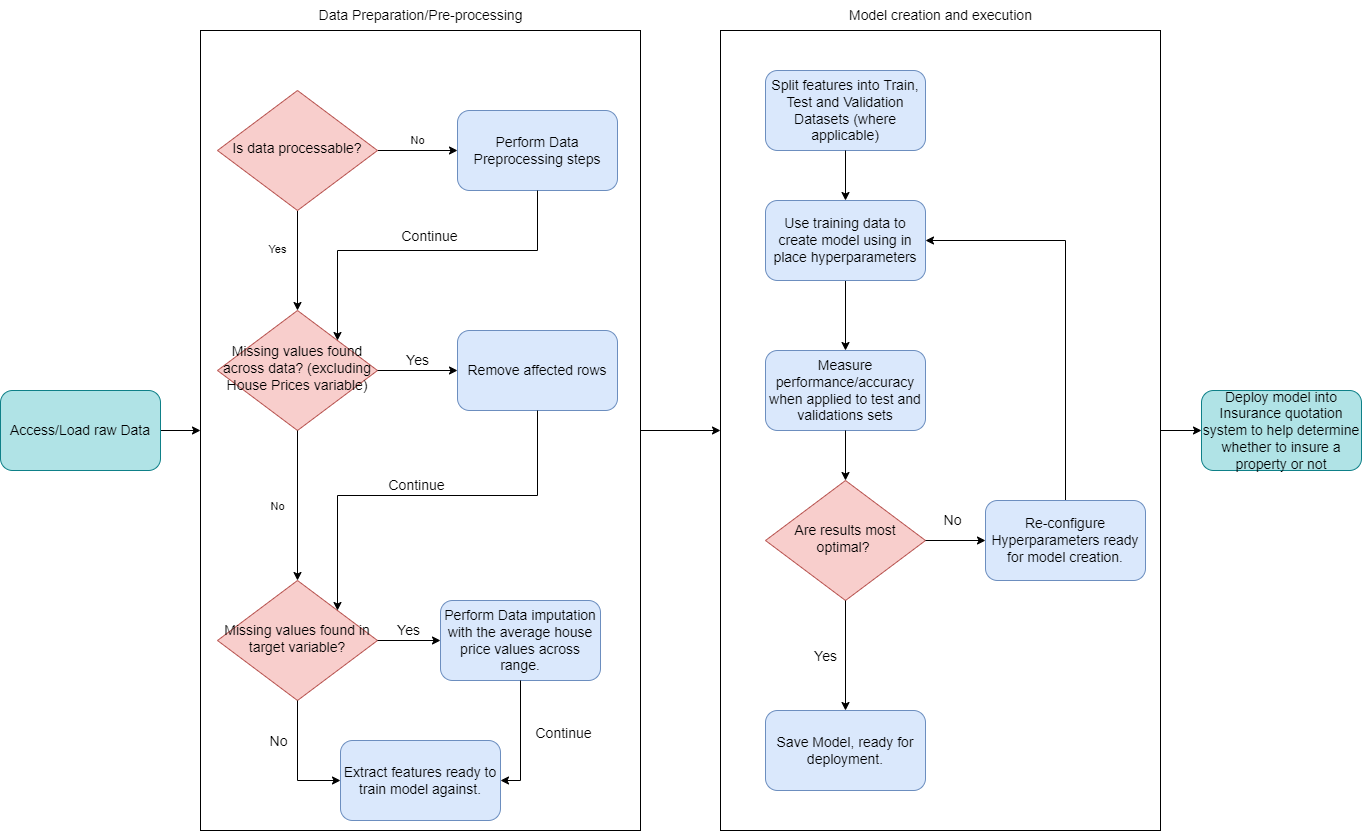 Data Preparation/Pre-processing
Model creation and execution
Access/Load raw Data
Is data processable?
No
Perform Data
Preprocessing steps
Yes
Continue
Missing values found
across data? (excluding
House Prices variable)
Yes
Remove affected rows
No
Continue
Missing values found in
target variable?
Yes
Perform Data imputation
with the average house
price values across
range.
No
Continue
Extract features ready to
train model against.
Split features into Train,
Test and Validation
Datasets (where
applicable)
Use training data to
create model using in
place hyperparameters
Measure
performance/accuracy
when applied to test and
validations sets
Are results most
optimal?
No
Re-configure
Hyperparameters ready
for model creation.
Yes
Save Model, ready for
deployment.
Deploy model into
Insurance quotation
system to help determine
whether to insure a
property or not